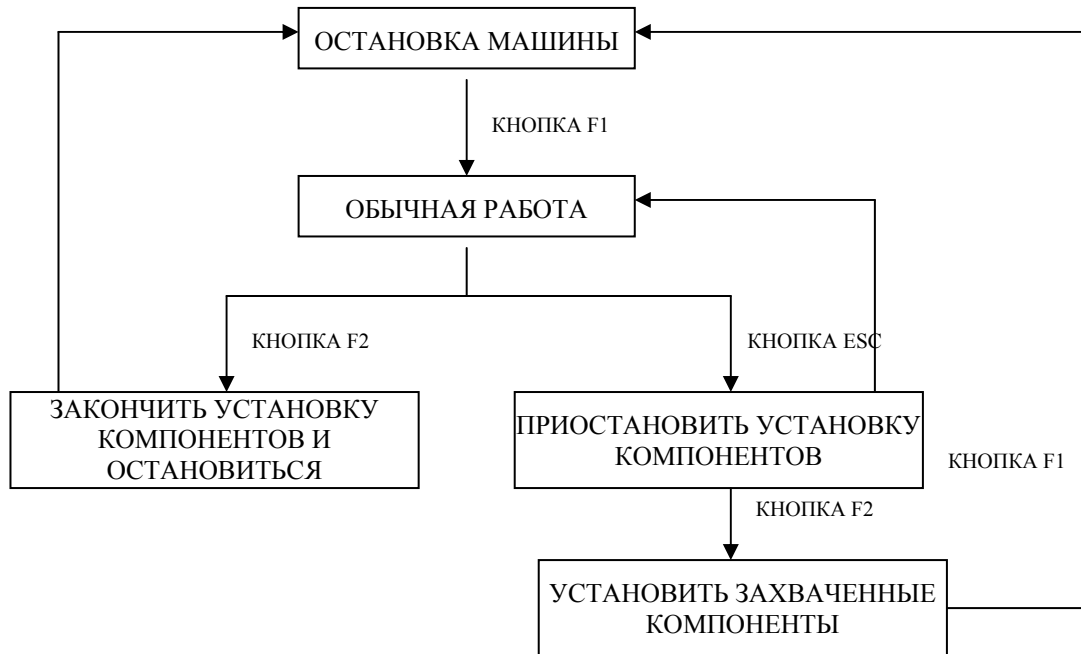 ОСТАНОВКА МАШИНЫ
КНОПКА F1
ОБЫЧНАЯ РАБОТА
КНОПКА F2
КНОПКА ESC
ЗАКОНЧИТЬ УСТАНОВКУ
КОМПОНЕНТОВ И
ОСТАНОВИТЬСЯ
ПРИОСТАНОВИТЬ УСТАНОВКУ
КОМПОНЕНТОВ
КНОПКА F1
КНОПКА F2
УСТАНОВИТЬ ЗАХВАЧЕННЫЕ
КОМПОНЕНТЫ